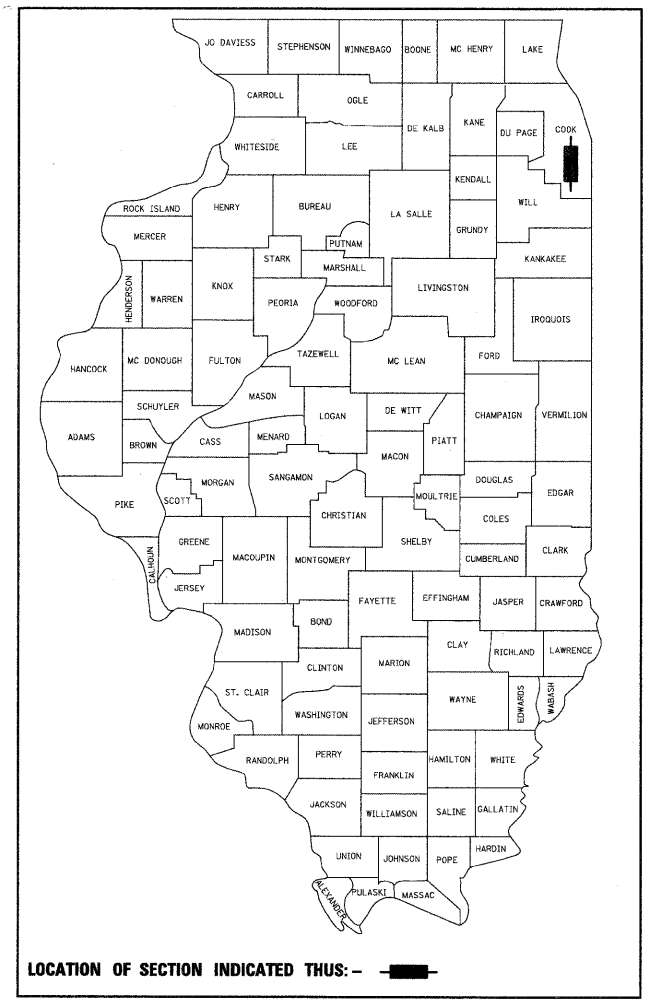 JO DAVIESS
STEPHENSON
WINNEBAGO
BOONE
MC HENRY
LAKE
CARROLL
OGLE
DE KALB
KANE
DU PAGE
COOK
WHITESIDE
LEE
KENDALL
WILL
ROCK ISLAND
HENRY
BUREAU
LA SALLE
GRUNDY
MERCER
PUTNAM
STARK
MARSHALL
KANKAKEE
HENDERSON
WARREN
KNOX
PEORIA
WOODFORD
LIVINGSTON
IROQUOIS
HANCOCK
MC DONOUGH
FULTON
TAZEWELL
MC LEAN
FORD
SCHUYLER
MASON
LOGAN
DE WITT
CHAMPAIGN
VERMILION
ADAMS
BROWN
CASS
MENARD
PIATT
MACON
MORGAN
SANGAMON
DOUGLAS
EDGAR
PIKE
SCOTT
CHRISTIAN
MOULTRIE
COLES
GREENE
MACOUPIN
MONTGOMERY
SHELBY
CUMBERLAND
CLARK
CALHOUN
JERSEY
FAYETTE
EFFINGHAM
JASPER
CRAWFORD
MADISON
BOND
CLAY
RICHLAND
LAWRENCE
CLINTON
MARION
ST. CLAIR
WAYNE
EDWARDS
WABASH
MONROE
WASHINGTON
JEFFERSON
RANDOLPH
PERRY
HAMILTON
WHITE
FRANKLIN
JACKSON
WILLIAMSON
SALINE
GALLATIN
UNION
JOHNSON
POPE
HARDIN
ALEXANDER
PULASKI
MASSAC
LOCATION OF SECTION INDICATED THUS: –